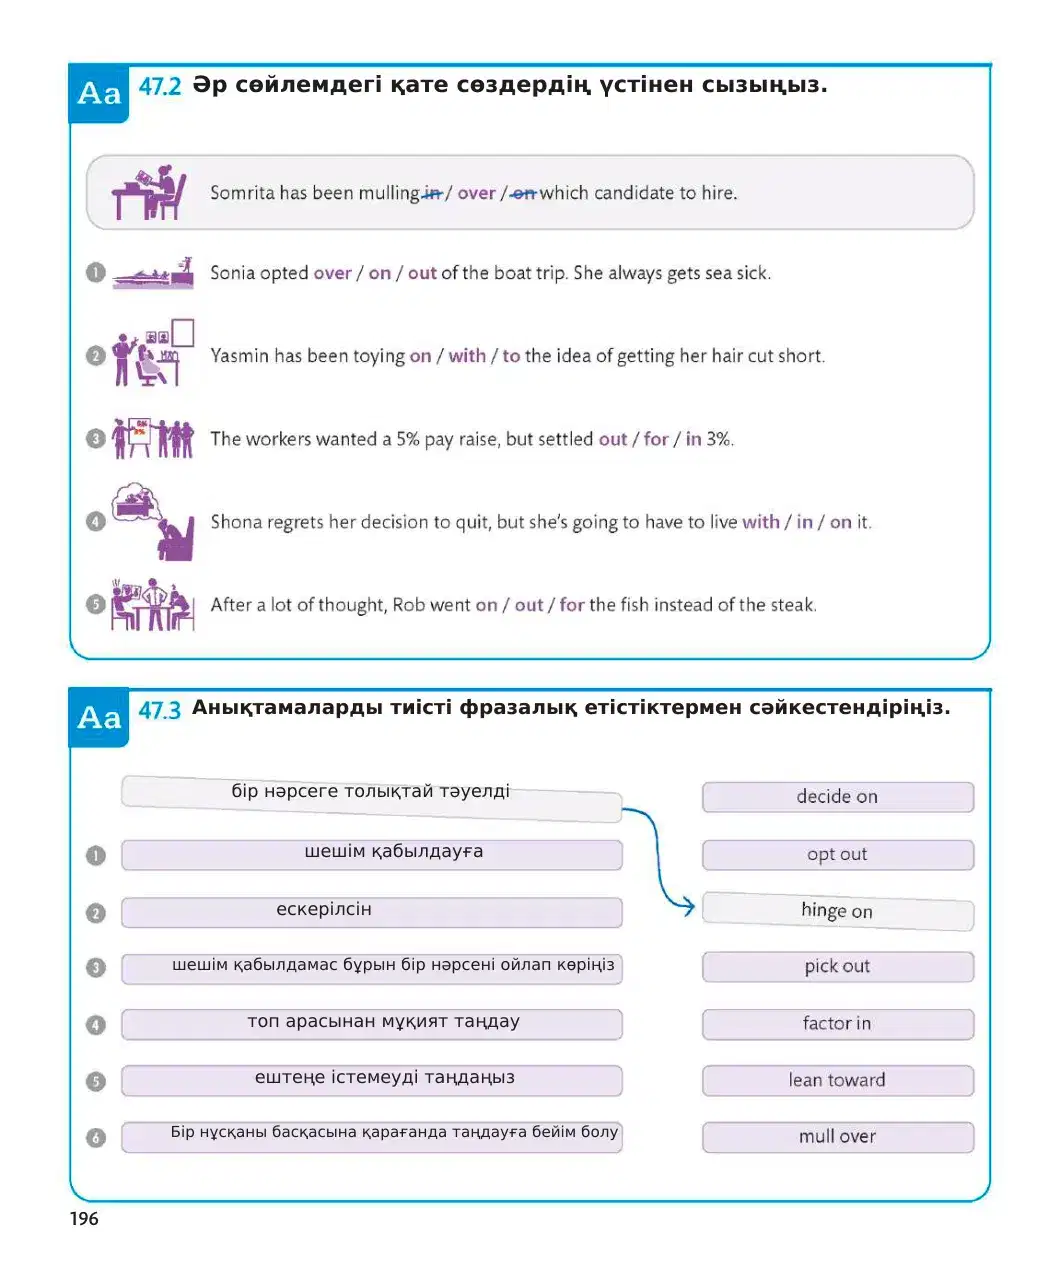 Aa 47.2 Әр сөйлемдегі қате сөздердің үстінен сызыңыз.
Somrita has been mulling in / over / on which candidate to hire.
1 Sonia opted over / on / out of the boat trip. She always gets sea sick.
2 Yasmin has been toying on / with / to the idea of getting her hair cut short.
3 The workers wanted a 5% pay raise, but settled out / for / in 3%.
4 Shona regrets her decision to quit, but she's going to have to live with / in / on it.
5 After a lot of thought, Rob went on / out / for the fish instead of the steak.
Aa 47.3 Анықтамаларды тиісті фразалық етістіктермен сәйкестендіріңіз.
бір нәрсеге толықтай тәуелді decide on
1 шешім қабылдауға opt out
2 ескерілсін hinge on
3 шешім қабылдамас бұрын бір нәрсені ойлап көріңіз pick out
4 топ арасынан мұқият таңдау factor in
5 ештеңе істемеуді таңдаңыз lean toward
6 Бір нұсқаны басқасына қарағанда таңдауға бейім болу mull over
196